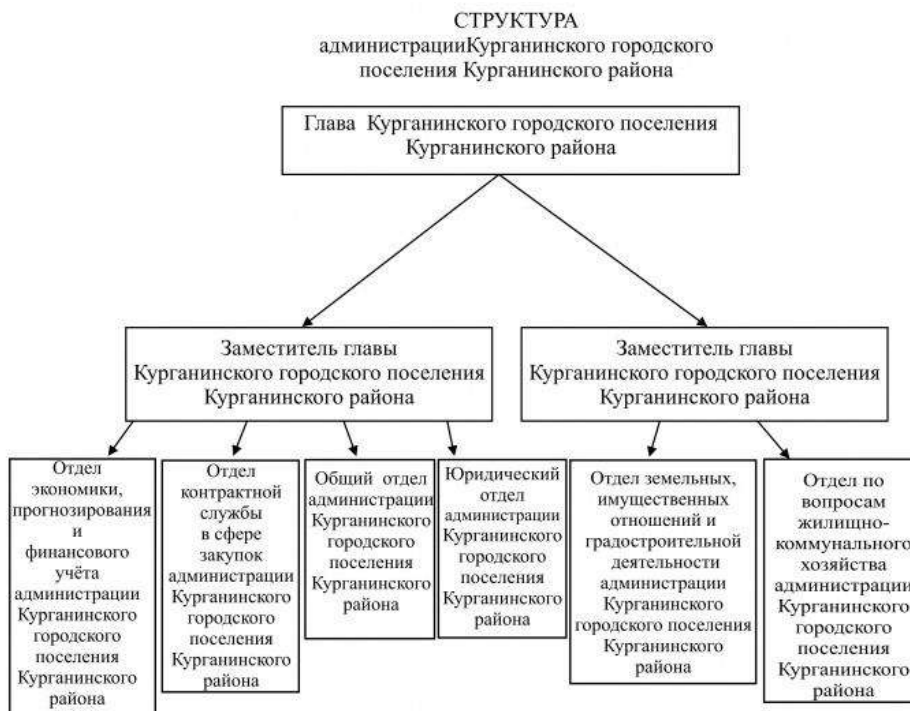 СТРУКТУРА
администрацииКурганинского городского
поселения Курганинского района
Глава Курганинского городского поселения
Курганинского района
Заместитель главы
Курганинского городского поселения
Курганинского района
Заместитель главы
Курганинского городского поселения
Курганинского района
Отдел
экономики,
прогнозирования
и
финансового
учёта
администрации
Курганинского
городского
поселения
Курганинского
района
Отдел
контрактной
службы
в сфере
закупок
администрации
Курганинского
городского
поселения
Курганинского
района
Общий отдел
администрации
Курганинского
городского
поселения
Курганинского
района
Юридический
отдел
администрации
Курганинского
городского
поселения
Курганинского
района
Отдел земельных,
имущественных
отношений и
градостроительной
деятельности
администрации
Курганинского
городского поселения
Курганинского
района
Отдел по
вопросам
жилищно-
коммунального
хозяйства
администрации
Курганинского
городского
поселения
Курганинского
района